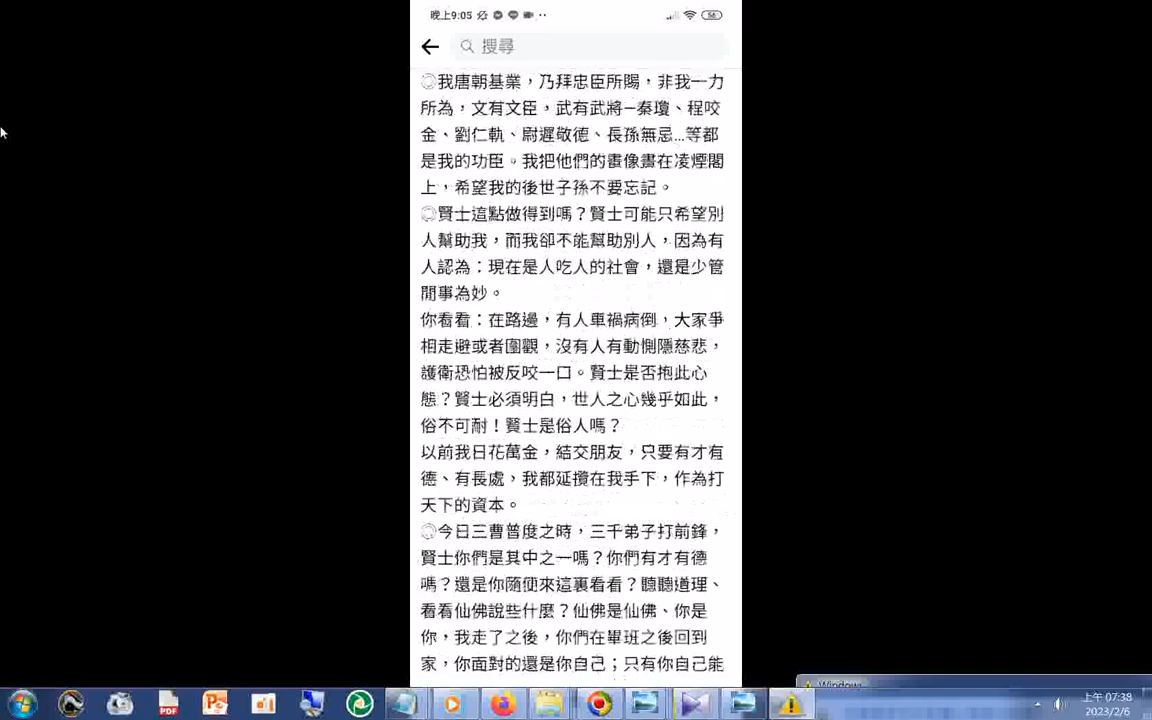 晚上9:05
56
搜尋
我唐朝基業，乃拜忠臣所賜，非我一力
所為，文有文臣，武有武將—秦瓊、程咬
金、劉仁軌、尉遲敬德、長孫無忌...等都
是我的功臣。我把他們的畫像畫在凌煙閣
上，希望我的後世子孫不要忘記。
賢士這點做得到嗎？賢士可能只希望別
人幫助我，而我卻不能幫助別人，因為有
人認為：現在是人吃人的社會，還是少管
閒事為妙。
你看看：在路邊，有人車禍病倒，大家爭
相走避或者圍觀，沒有人有動惻隱慈悲，
護衛恐怕被反咬一口。賢士是否抱此心
態？賢士必須明白，世人之心幾乎如此，
俗不可耐！賢士是俗人嗎？
以前我日花萬金，結交朋友，只要有才有
德、有長處，我都延攬在我手下，作為打
天下的資本。
今日三曹普度之時，三千弟子打前鋒，
賢士你們是其中之一嗎？你們有才有德
嗎？還是你隨便來這裏看看？聽聽道理、
看看仙佛說些什麼？仙佛是仙佛、你是
你，我走了之後，你們在畢班之後回到
家，你面對的還是你自己；只有你自己能
PDF
上午 07:38
2023/2/6